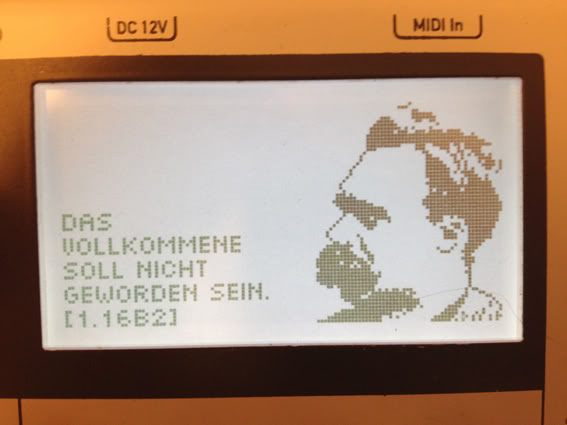 DC 12V
MIDI In
DAS
VOLLKOMMENE
SOLL NICHT
GEWORDEN SEIN.
[1.16B2]